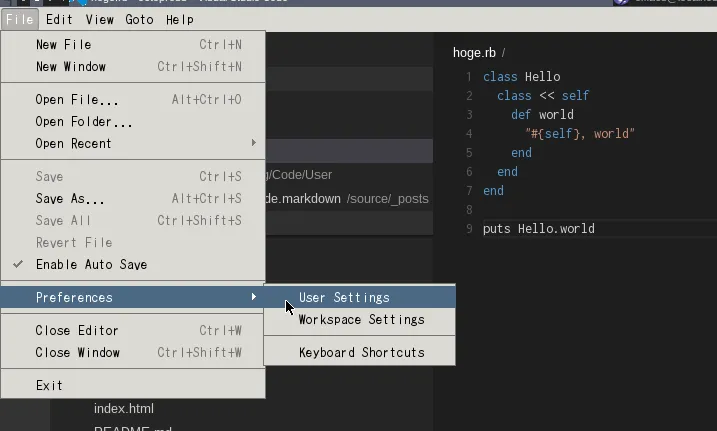 File Edit View Goto Help
New File Ctrl+N
New Window Ctrl+Shift+N
Open File... Alt+Ctrl+O
Open Folder...
Open Recent
Save Ctrl+S
Save As... Alt+Ctrl+S
Save All Ctrl+Shift+S
Revert File
Enable Auto Save
Preferences
Close Editor Ctrl+W
Close Window Ctrl+Shift+W
Exit
User Settings
Workspace Settings
Keyboard Shortcuts
g/Code/User
de.markdown /source/_posts
index.html
README.md
hoge.rb /
1 class Hello
2 class << self
3 def world
4 "#{self}, world"
5 end
6 end
7 end
8
9 puts Hello.world